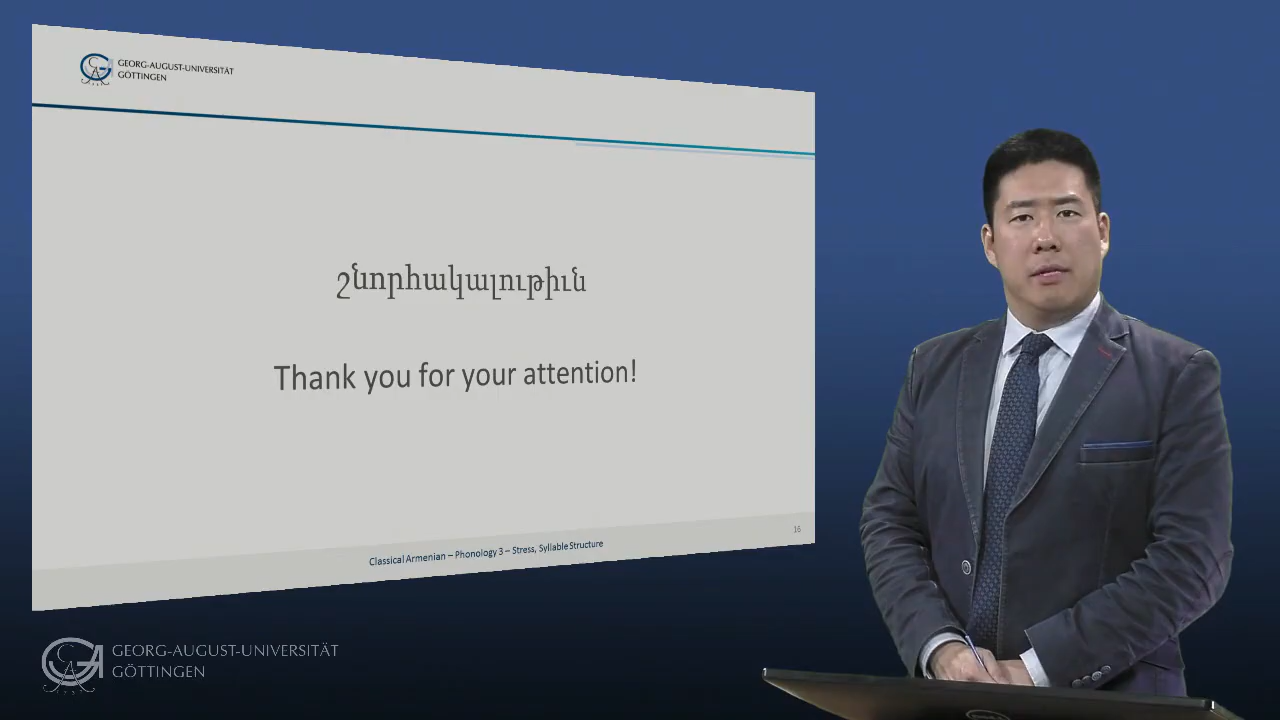 GEORG-AUGUST-UNIVERSITÄT
GÖTTINGEN
շնորհակալութիւն
Thank you for your attention!
16
Classical Armenian – Phonology 3 – Stress, Syllable Structure
GEORG-AUGUST-UNIVERSITÄT
GÖTTINGEN